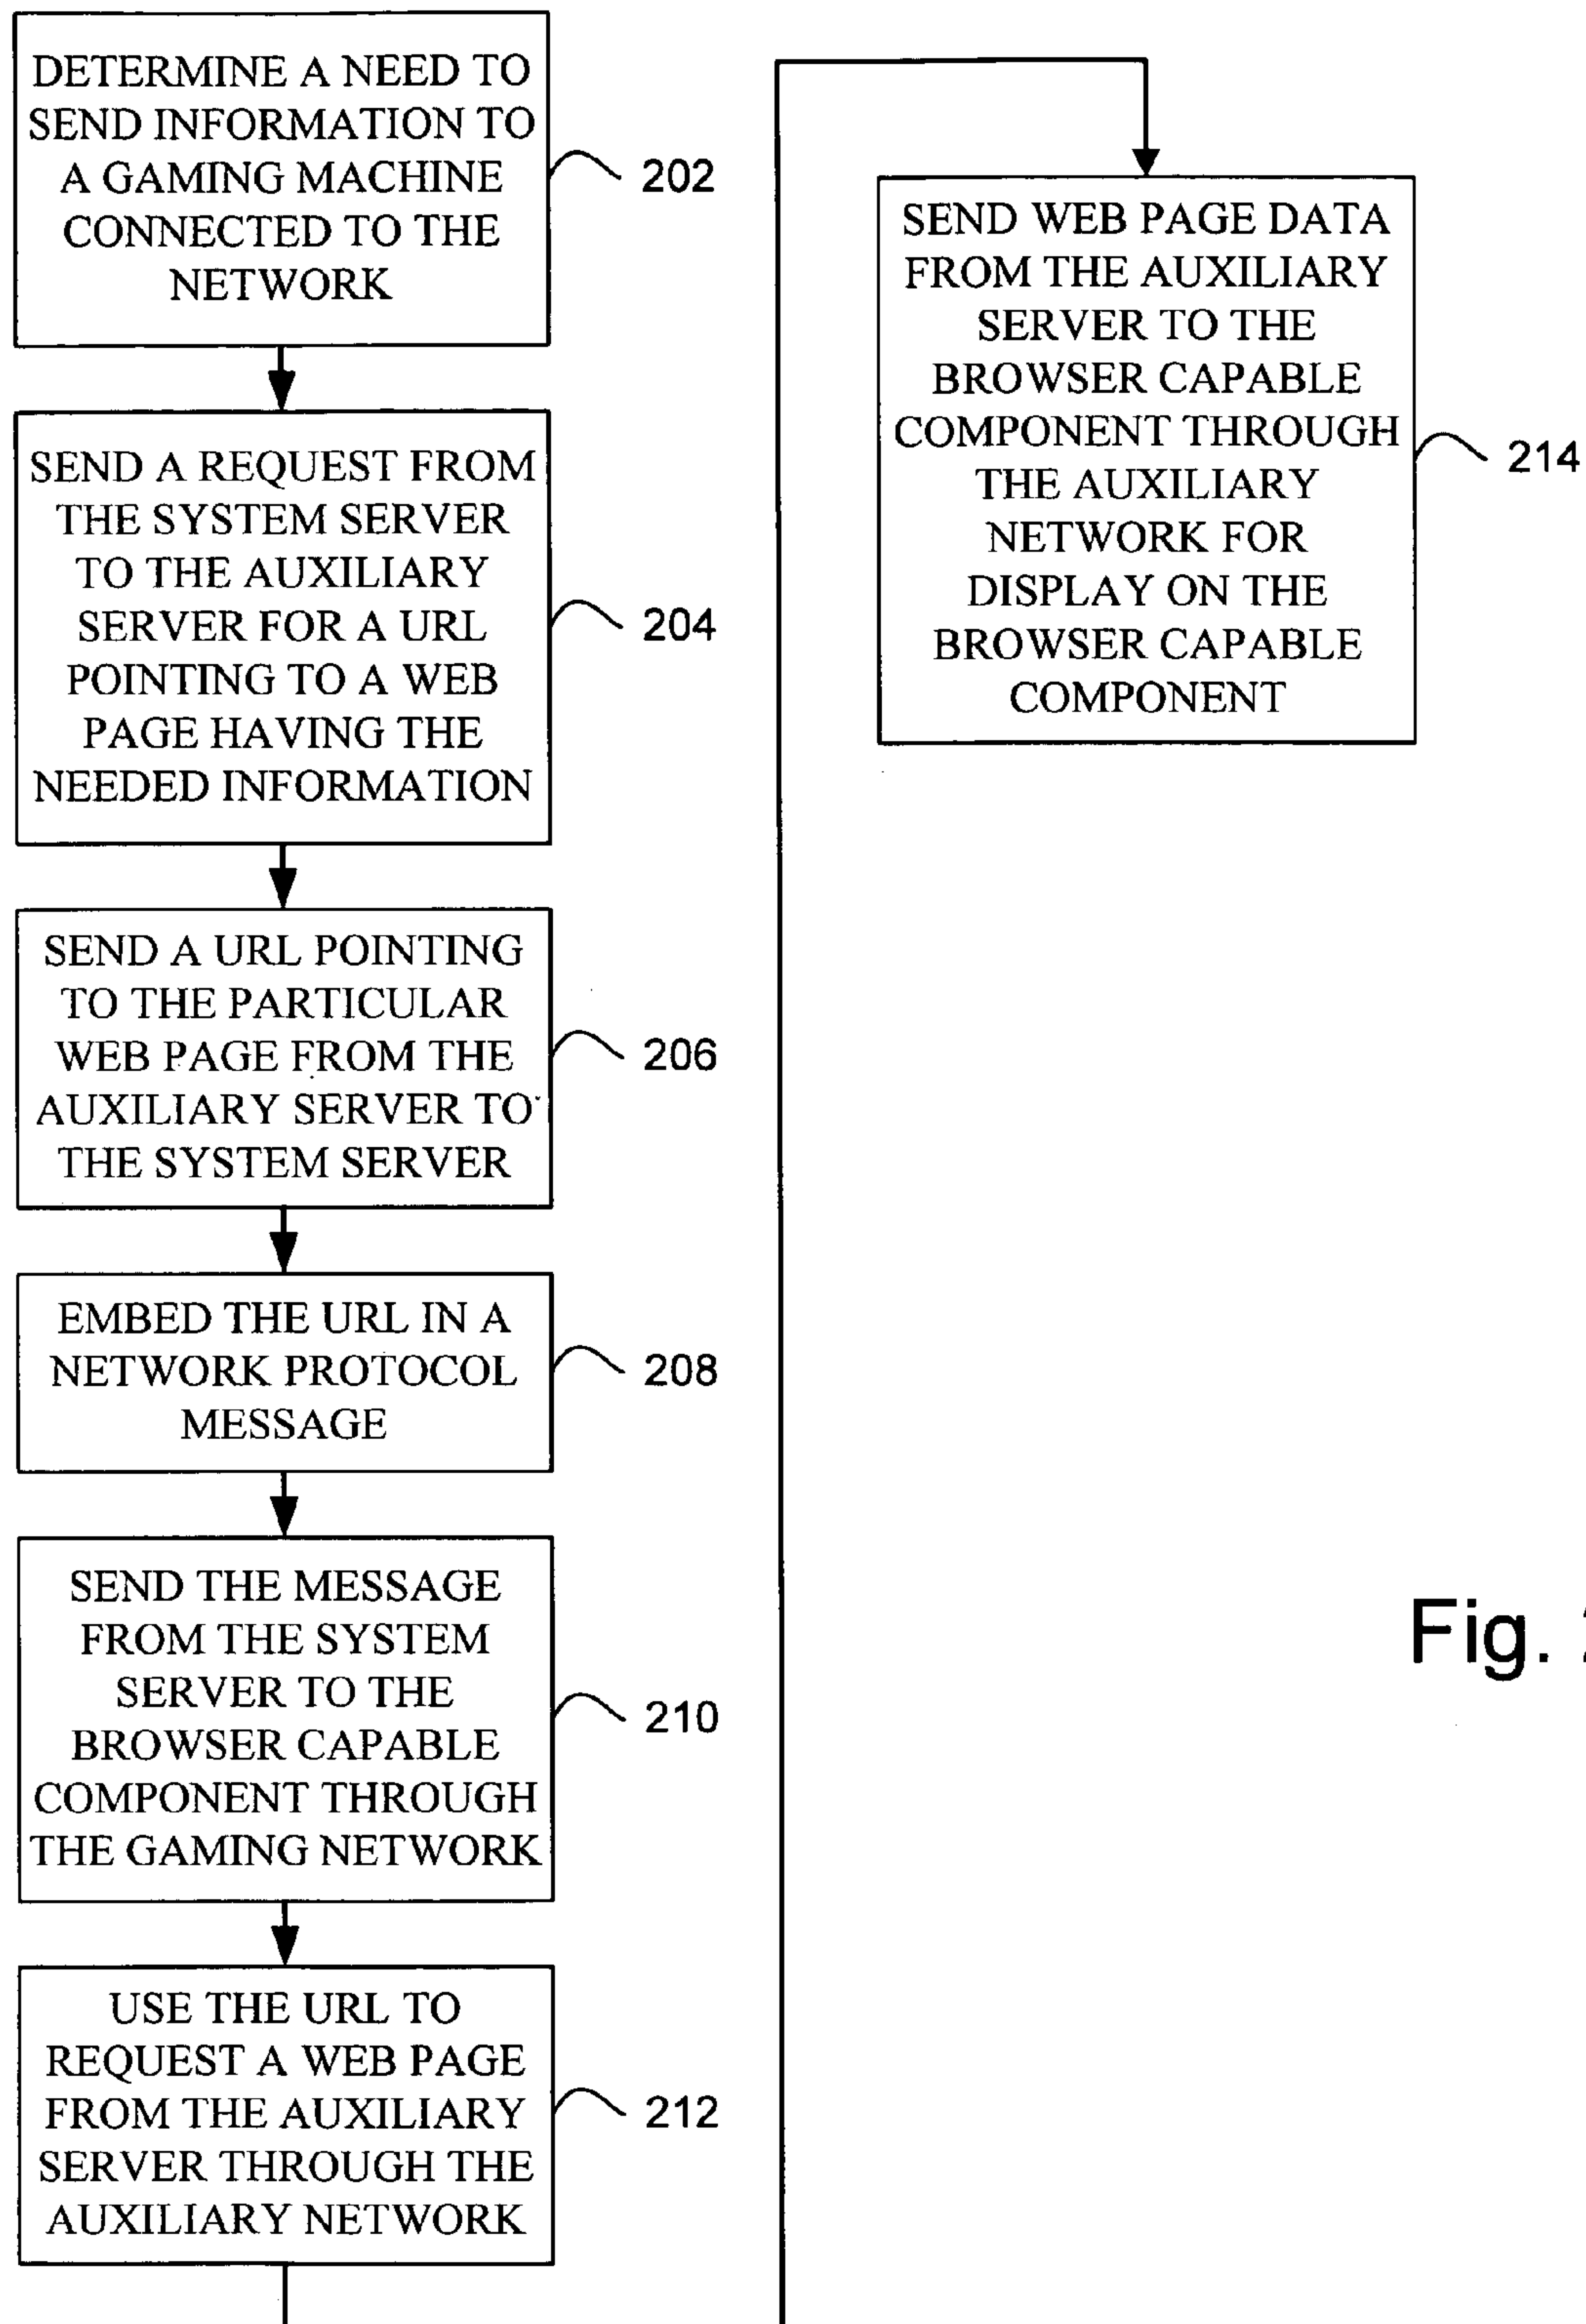 DETERMINE A NEED TO
SEND INFORMATION TO
A GAMING MACHINE
CONNECTED TO THE
NETWORK
202
SEND A REQUEST FROM
THE SYSTEM SERVER
TO THE AUXILIARY
SERVER FOR A URL
POINTING TO A WEB
PAGE HAVING THE
NEEDED INFORMATION
204
SEND A URL POINTING
TO THE PARTICULAR
WEB PAGE FROM THE
AUXILIARY SERVER TO
THE SYSTEM SERVER
206
EMBED THE URL IN A
NETWORK PROTOCOL
MESSAGE
208
SEND THE MESSAGE
FROM THE SYSTEM
SERVER TO THE
BROWSER CAPABLE
COMPONENT THROUGH
THE GAMING NETWORK
210
USE THE URL TO
REQUEST A WEB PAGE
FROM THE AUXILIARY
SERVER THROUGH THE
AUXILIARY NETWORK
212
SEND WEB PAGE DATA
FROM THE AUXILIARY
SERVER TO THE
BROWSER CAPABLE
COMPONENT THROUGH
THE AUXILIARY
NETWORK FOR
DISPLAY ON THE
BROWSER CAPABLE
COMPONENT
214
Fig.